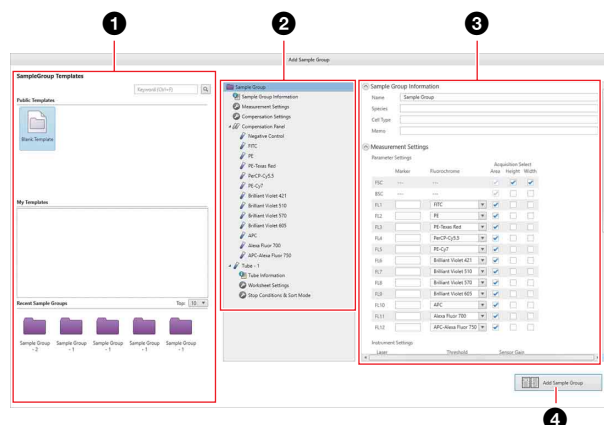 1
2
3
Add Sample Group
SampleGroup Templates
Keyword (Ctrl+F)
Public Templates
Blank Template
My Templates
Recent Sample Groups
Top: 10
Sample Group - 2
Sample Group - 1
Sample Group - 1
Sample Group - 1
Sample Group - 1
Sample Group
Sample Group Information
Measurement Settings
Compensation Settings
Compensation Panel
Negative Control
FITC
PE
PE-Texas Red
PerCP-Cy5.5
PE-Cy7
Brilliant Violet 421
Brilliant Violet 510
Brilliant Violet 570
Brilliant Violet 605
APC
Alexa Fluor 700
APC-Alexa Fluor 750
Tube - 1
Tube Information
Worksheet Settings
Stop Conditions & Sort Mode
Sample Group Information
Name Sample Group
Species
Cell Type
Memo
Measurement Settings
Parameter Settings
Acquisition Select
Marker Fluorochrome Area Height Width
FSC --- ---
BSC --- ---
FL1 FITC
FL2 PE
FL3 PE-Texas Red
FL4 PerCP-Cy5.5
FL5 PE-Cy7
FL6 Brilliant Violet 421
FL7 Brilliant Violet 510
FL8 Brilliant Violet 570
FL9 Brilliant Violet 605
FL10 APC
FL11 Alexa Fluor 700
FL12 APC-Alexa Fluor 750
Instrument Settings
Laser Threshold Sensor Gain
Add Sample Group
4